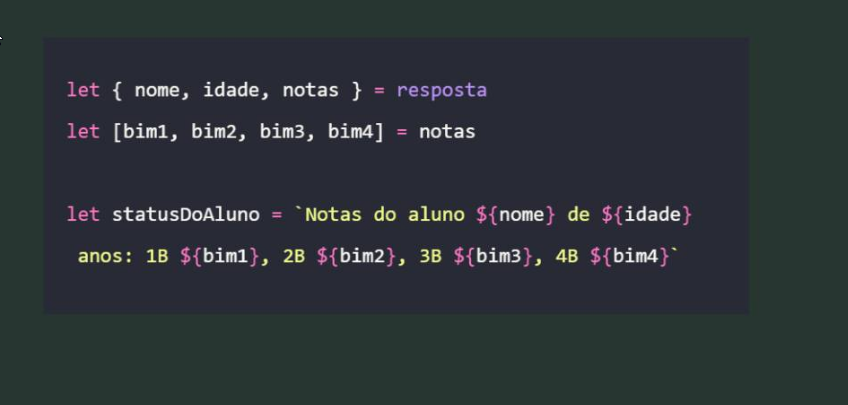 let { nome, idade, notas } = resposta
let [bim1, bim2, bim3, bim4] = notas
let statusDoAluno = `Notas do aluno ${nome} de ${idade}
anos: 1B ${bim1}, 2B ${bim2}, 3B ${bim3}, 4B ${bim4}`